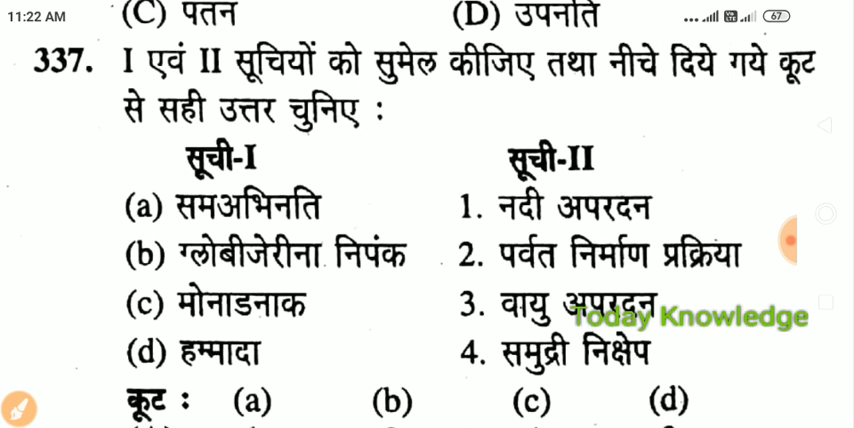 11:22 AM
67
(C) पतन (D) उपनति
337. I एवं II सूचियों को सुमेल कीजिए तथा नीचे दिये गये कूट
से सही उत्तर चुनिए :
सूची-I सूची-II
(a) समअभिनति 1. नदी अपरदन
(b) ग्लोबीजेरीना निपंक 2. पर्वत निर्माण प्रक्रिया
(c) मोनाडनाक 3. वायु अपरदन
Today Knowledge
(d) हम्मादा 4. समुद्री निक्षेप
कूट : (a) (b) (c) (d)